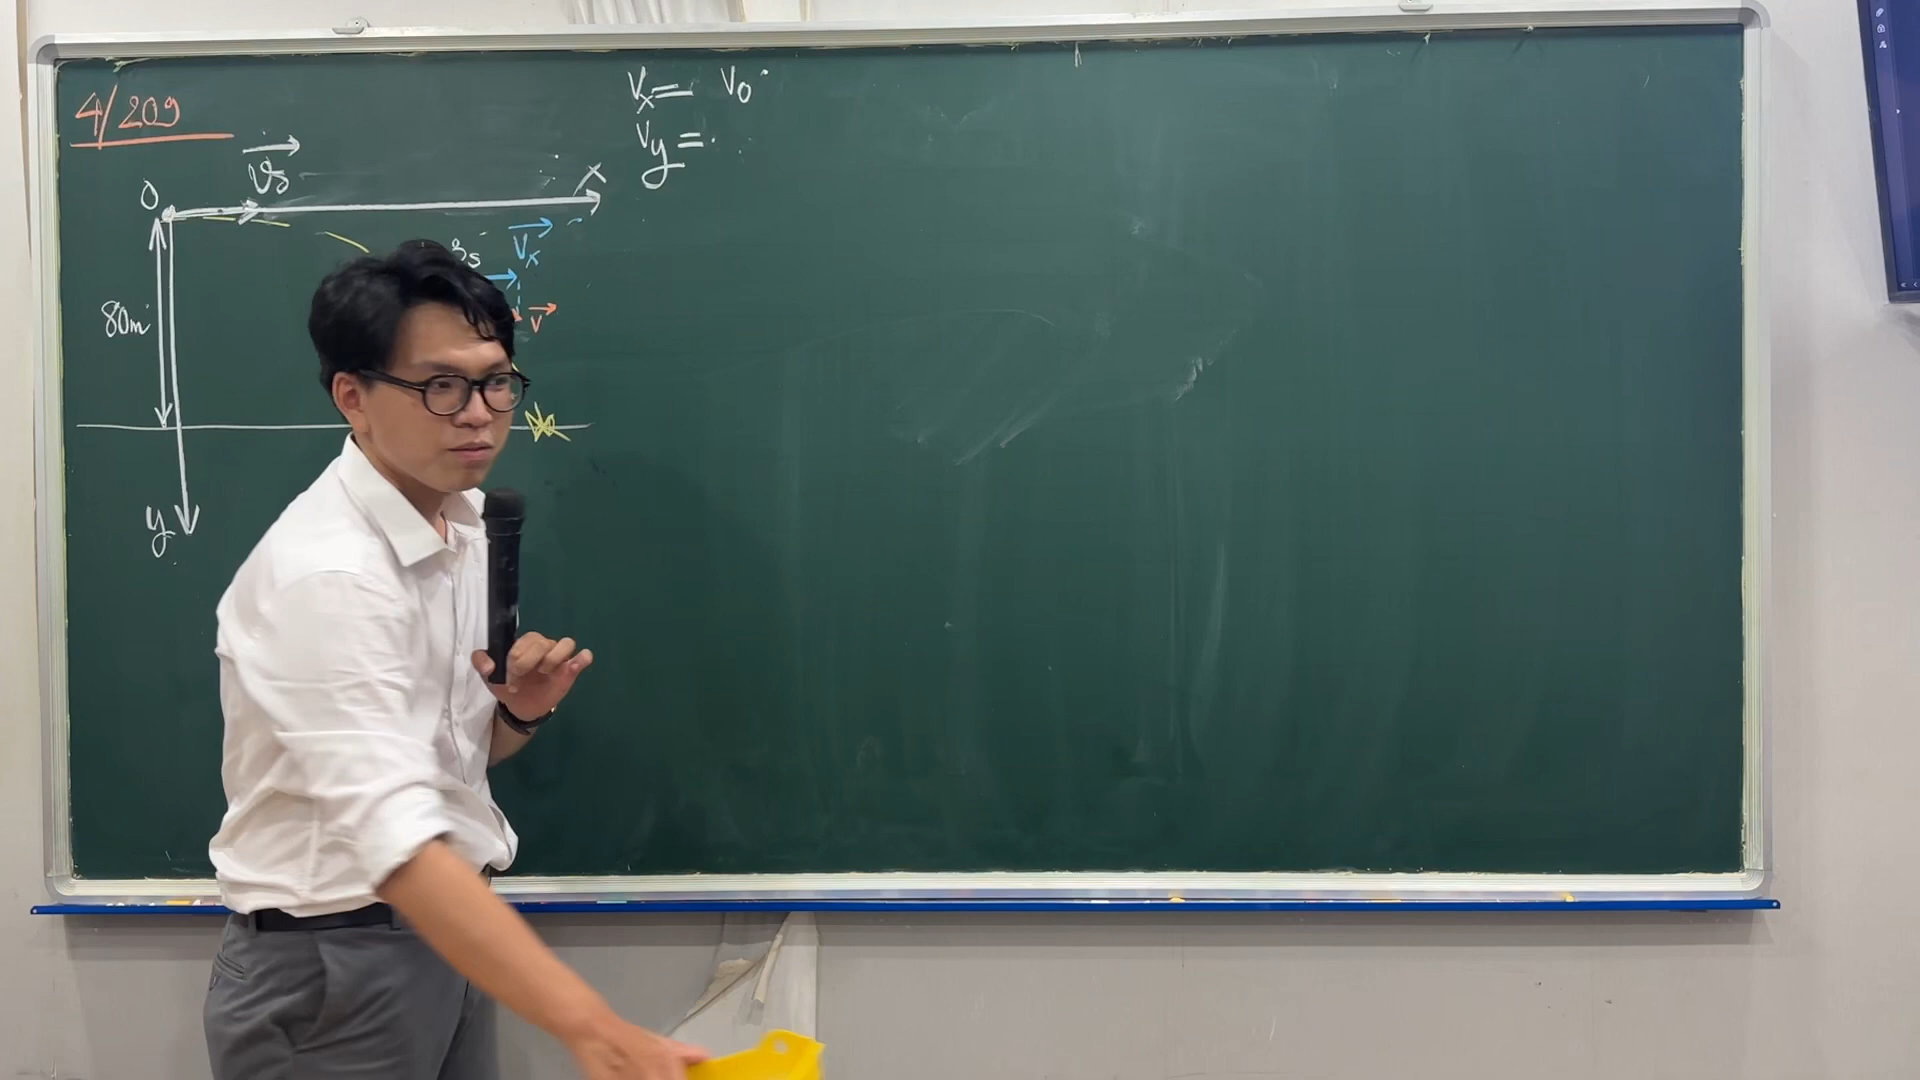 4/209
Vx = V0
Vy =
V0
O
x
3s
Vx
80m
V
y